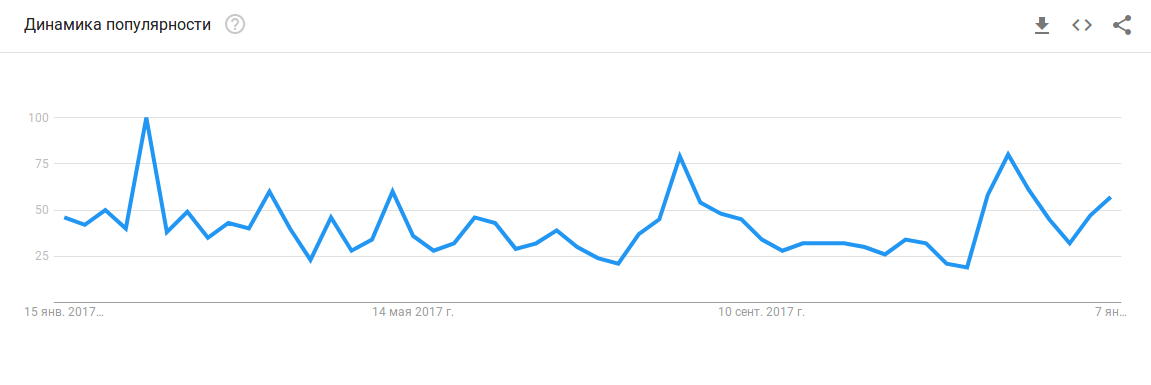 Динамика популярности ?
100
75
50
25
15 янв. 2017…
14 мая 2017 г.
10 сент. 2017 г.
7 ян…